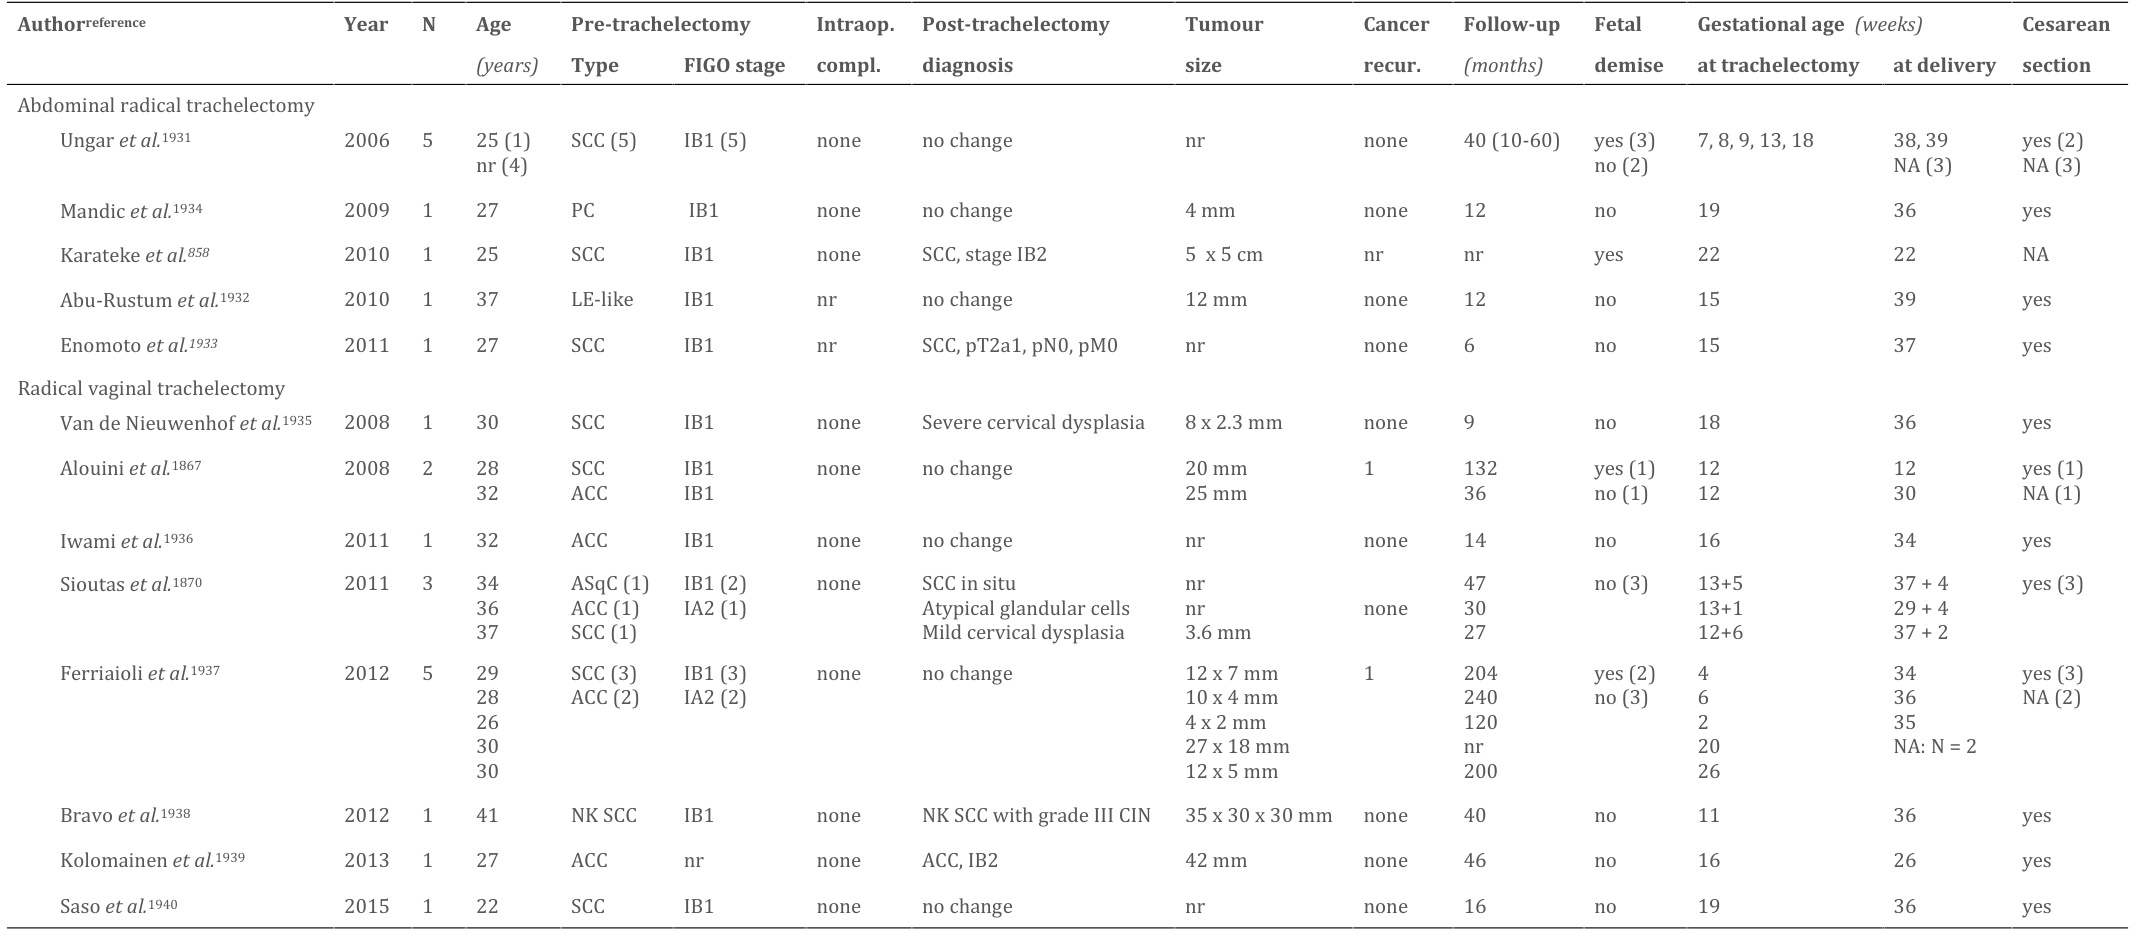 Author reference Year N Age Pre-trachelectomy Intraop. Post-trachelectomy Tumour Cancer Follow-up Fetal Gestational age (weeks) Cesarean
(years) Type FIGO stage compl. diagnosis size recur. (months) demise at trachelectomy at delivery section
Abdominal radical trachelectomy
Ungar et al.1931 2006 5 25 (1) SCC (5) IB1 (5) none no change nr none 40 (10-60) yes (3) 7, 8, 9, 13, 18 38, 39 yes (2)
nr (4) no (2) NA (3) NA (3)
Mandic et al.1934 2009 1 27 PC IB1 none no change 4 mm none 12 no 19 36 yes
Karateke et al.858 2010 1 25 SCC IB1 none SCC, stage IB2 5 x 5 cm nr nr yes 22 22 NA
Abu-Rustum et al.1932 2010 1 37 LE-like IB1 nr no change 12 mm none 12 no 15 39 yes
Enomoto et al.1933 2011 1 27 SCC IB1 nr SCC, pT2a1, pN0, pM0 nr none 6 no 15 37 yes
Radical vaginal trachelectomy
Van de Nieuwenhof et al.1935 2008 1 30 SCC IB1 none Severe cervical dysplasia 8 x 2.3 mm none 9 no 18 36 yes
Alouini et al.1867 2008 2 28 SCC IB1 none no change 20 mm 1 132 yes (1) 12 12 yes (1)
32 ACC IB1 25 mm 36 no (1) 12 30 NA (1)
Iwami et al.1936 2011 1 32 ACC IB1 none no change nr none 14 no 16 34 yes
Sioutas et al.1870 2011 3 34 ASqC (1) IB1 (2) none SCC in situ nr 47 no (3) 13+5 37 + 4 yes (3)
36 ACC (1) IA2 (1) Atypical glandular cells nr none 30 13+1 29 + 4
37 SCC (1) Mild cervical dysplasia 3.6 mm 27 12+6 37 + 2
Ferriaioli et al.1937 2012 5 29 SCC (3) IB1 (3) none no change 12 x 7 mm 1 204 yes (2) 4 34 yes (3)
28 ACC (2) IA2 (2) 10 x 4 mm 240 no (3) 6 36 NA (2)
26 4 x 2 mm 120 2 35
30 27 x 18 mm nr 20 NA: N = 2
30 12 x 5 mm 200 26
Bravo et al.1938 2012 1 41 NK SCC IB1 none NK SCC with grade III CIN 35 x 30 x 30 mm none 40 no 11 36 yes
Kolomainen et al.1939 2013 1 27 ACC nr none ACC, IB2 42 mm none 46 no 16 26 yes
Saso et al.1940 2015 1 22 SCC IB1 none no change nr none 16 no 19 36 yes